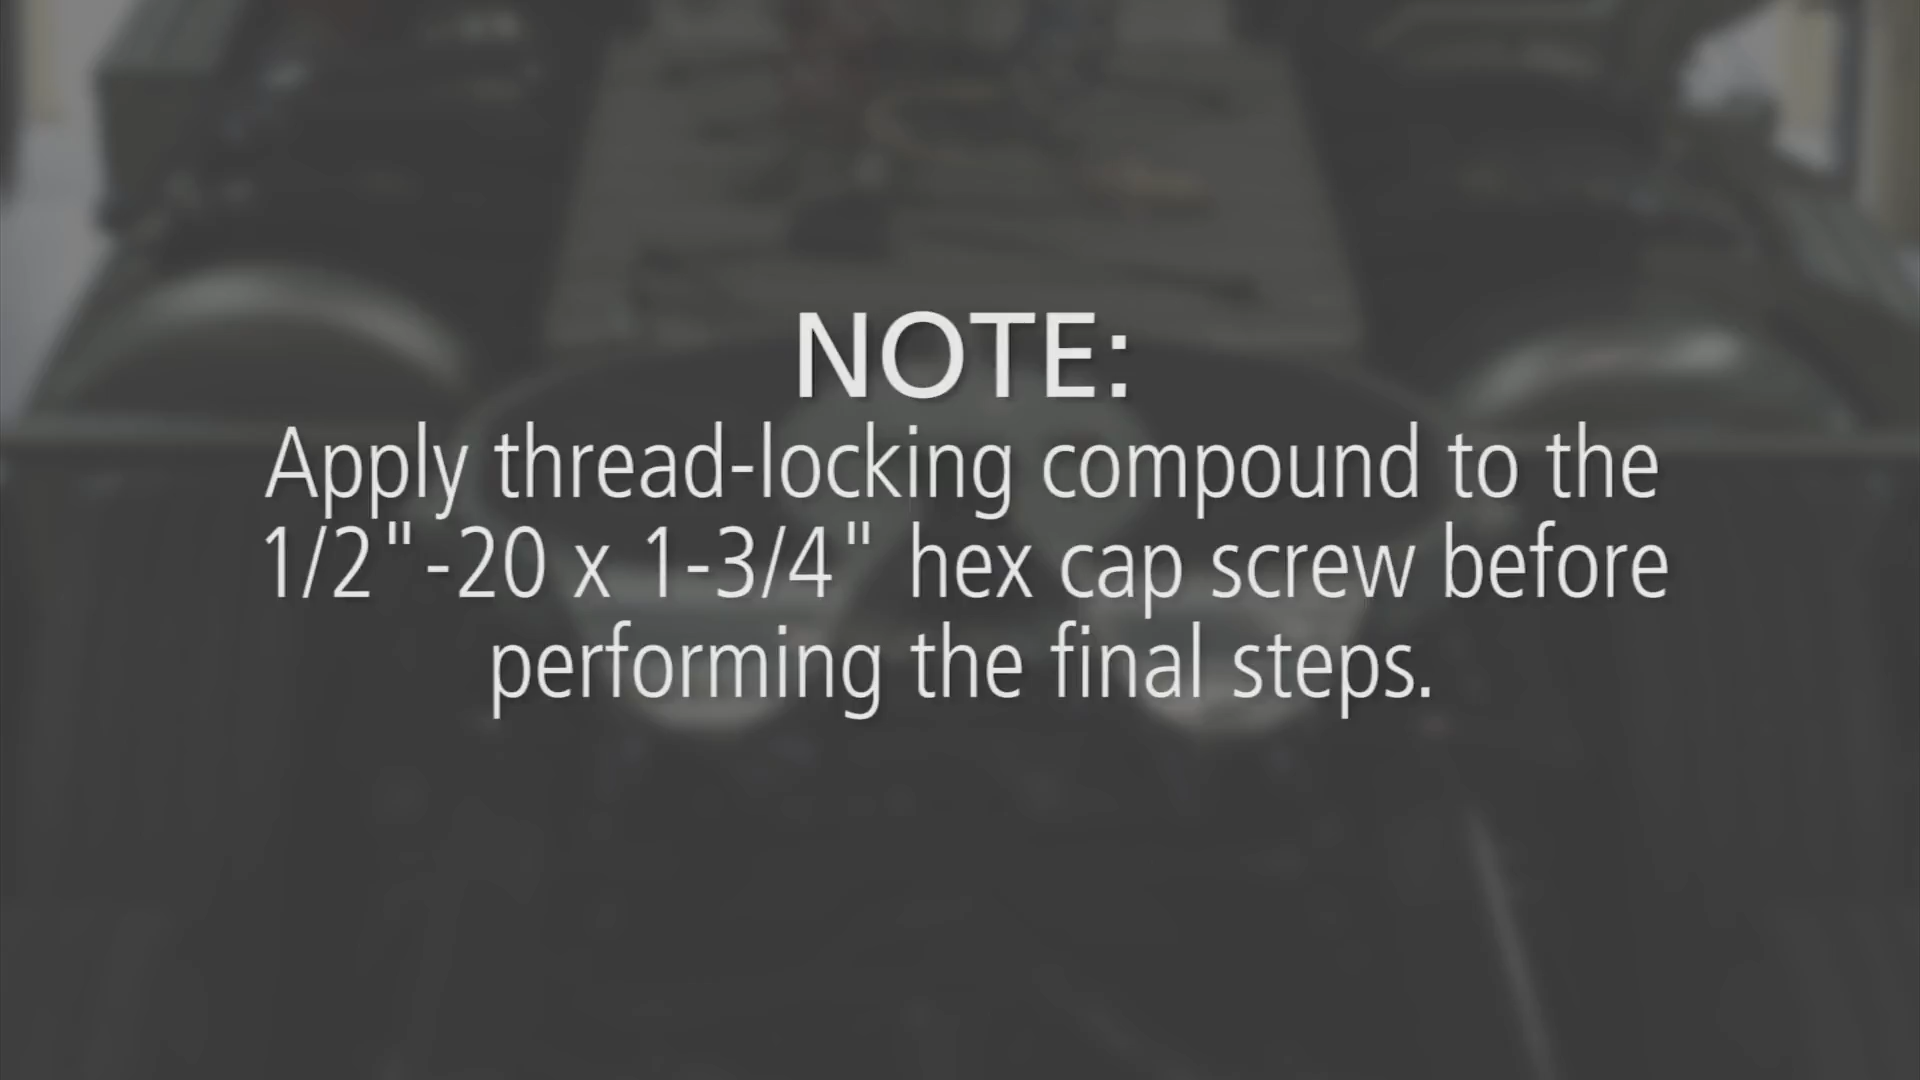 NOTE:
Apply thread-locking compound to the
1/2"-20 x 1-3/4" hex cap screw before
performing the final steps.